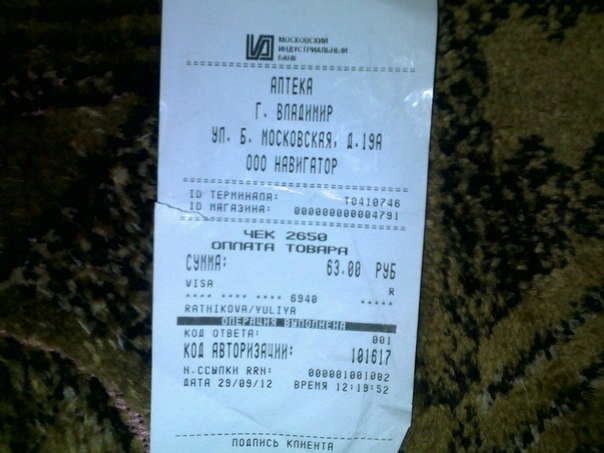 МОСКОВСКИЙ
ИНДУСТРИАЛЬНЫЙ
БАНК
АПТЕКА
Г. ВЛАДИМИР
УЛ. Б. МОСКОВСКАЯ, Д.19А
ООО НАВИГАТОР
ID ТЕРМИНАЛА: T0410746
ID МАГАЗИНА: 000000000004791
ЧЕК 2650
ОПЛАТА ТОВАРА
СУММА: 63.00 РУБ
VISA R
**** **** **** 6940 *****
RATNIKOVA/YULIYA
ОПЕРАЦИЯ ВЫПОЛНЕНА
КОД ОТВЕТА: 001
КОД АВТОРИЗАЦИИ: 101617
N.ССЫЛКИ RRN: 000001001002
ДАТА 29/09/12 ВРЕМЯ 12:19:52
ПОДПИСЬ КЛИЕНТА